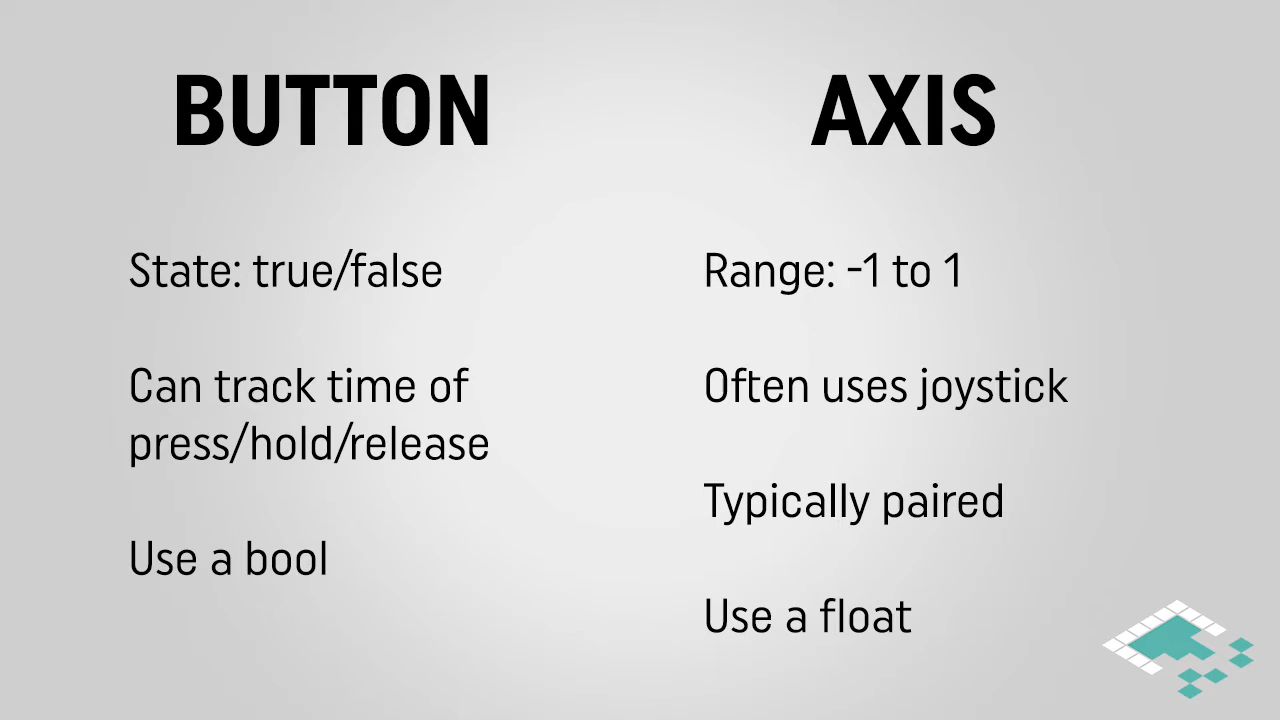 BUTTON
State: true/false
Can track time of
press/hold/release
Use a bool
AXIS
Range: -1 to 1
Often uses joystick
Typically paired
Use a float